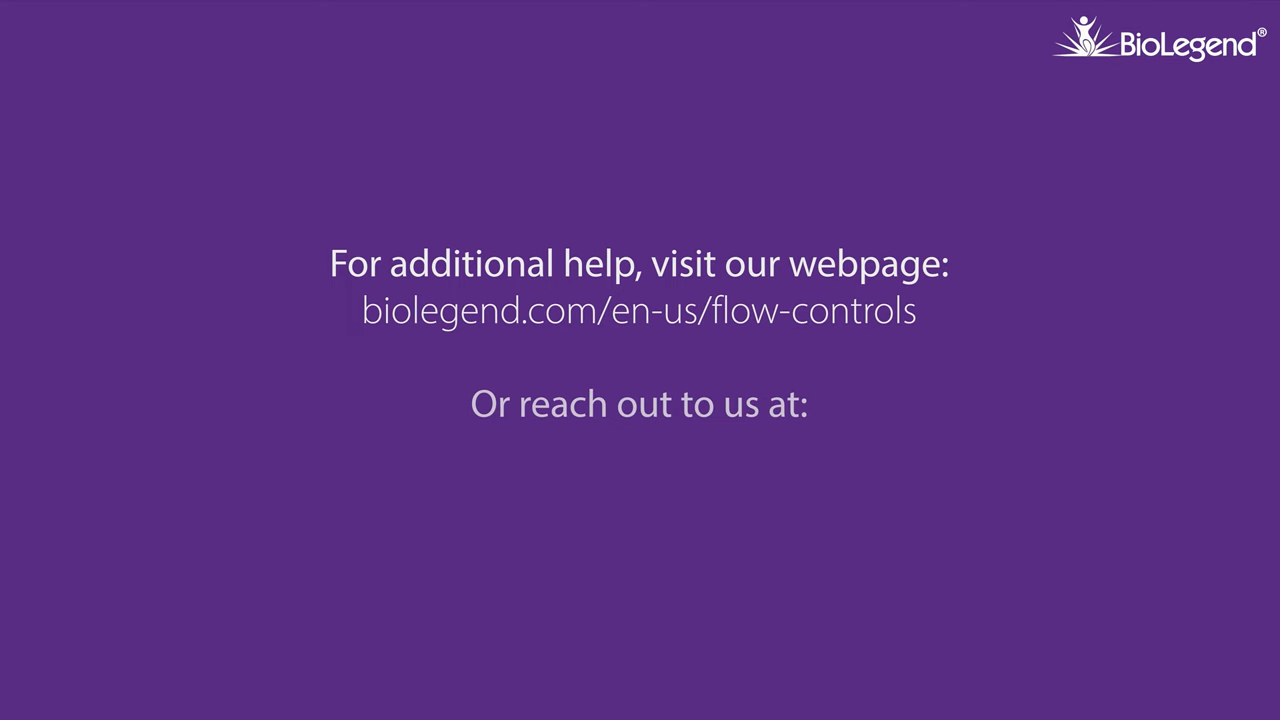 BioLegend®
For additional help, visit our webpage:
biolegend.com/en-us/flow-controls
Or reach out to us at: